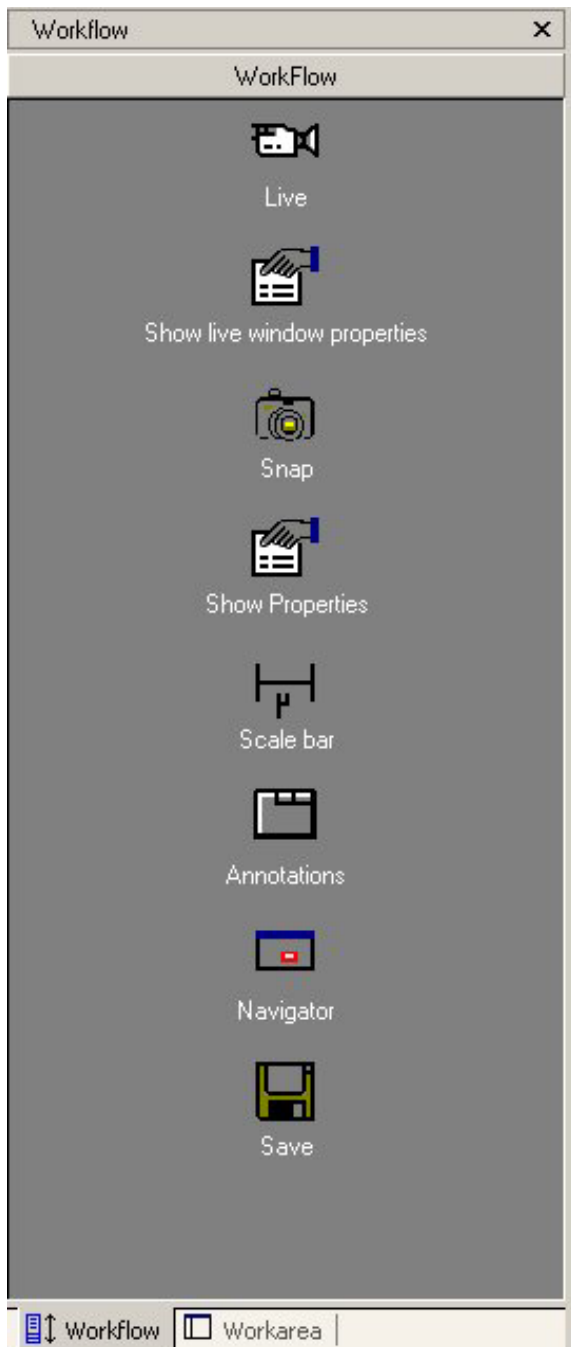 Workflow
WorkFlow
Live
Show live window properties
Snap
Show Properties
µ
Scale bar
Annotations
Navigator
Save
Workflow Workarea